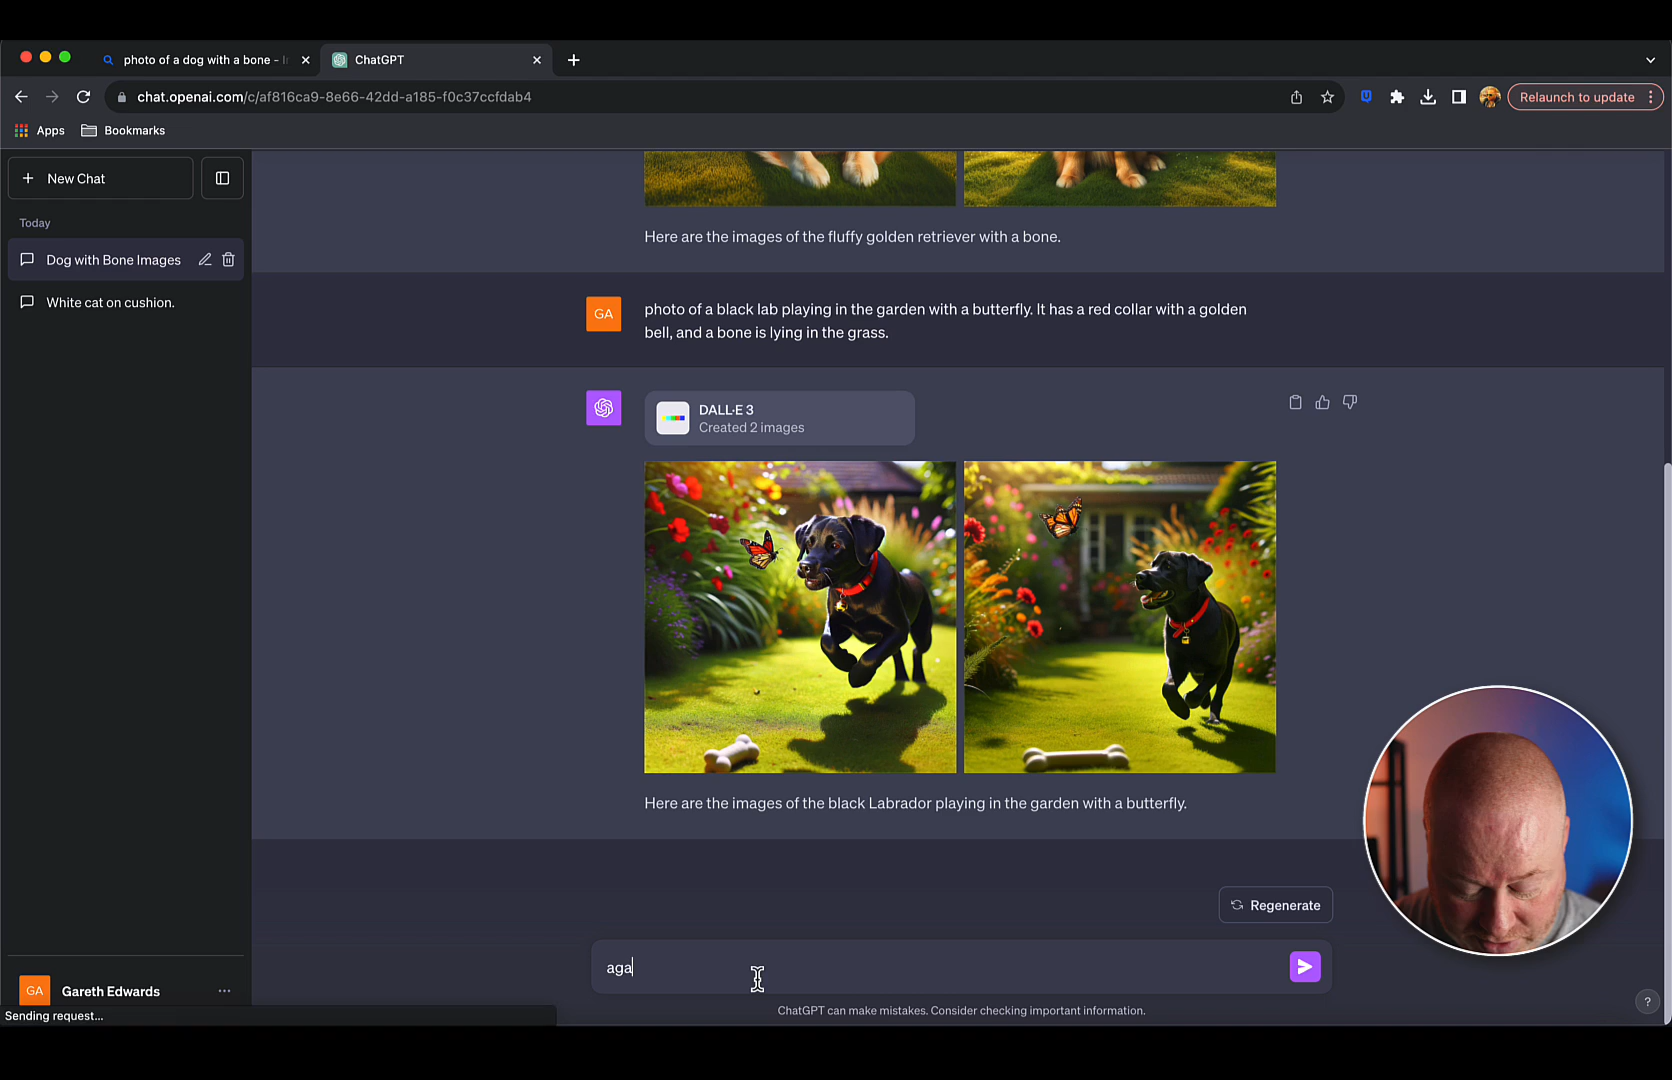 photo of a dog with a bone -
ChatGPT
chat.openai.com/c/af816ca9-8e66-42dd-a185-f0c37ccfdab4
Relaunch to update
Apps
Bookmarks
+ New Chat
Today
Dog with Bone Images
White cat on cushion.
Here are the images of the fluffy golden retriever with a bone.
GA
photo of a black lab playing in the garden with a butterfly. It has a red collar with a golden
bell, and a bone is lying in the grass.
DALL·E 3
Created 2 images
Here are the images of the black Labrador playing in the garden with a butterfly.
Regenerate
aga
GA
Gareth Edwards
...
Sending request...
ChatGPT can make mistakes. Consider checking important information.
?